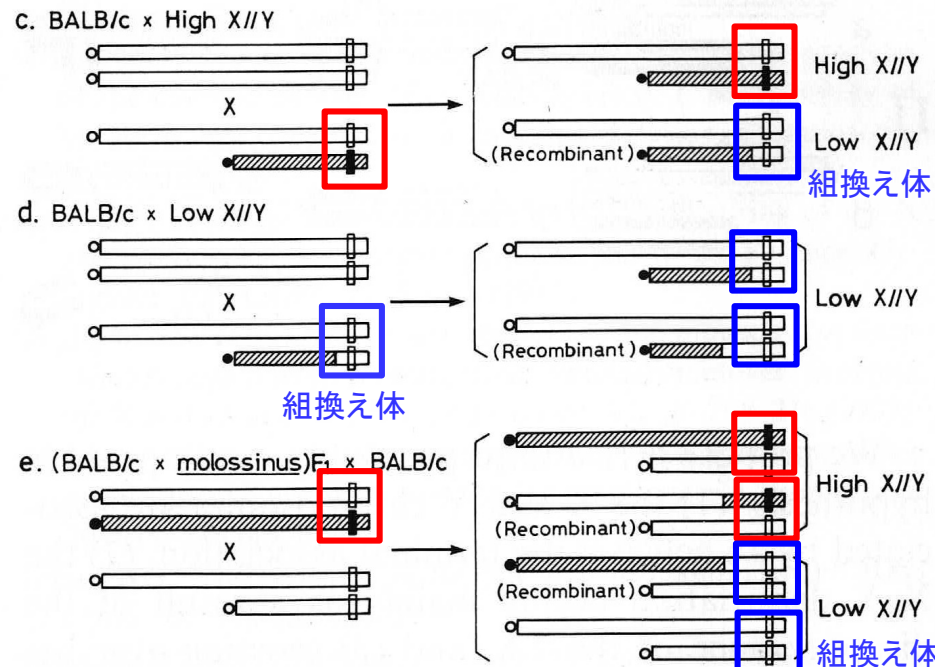 c. BALB/c x High X//Y
X
High X//Y
(Recombinant)
Low X//Y
組換え体
d. BALB/c x Low X//Y
X
Low X//Y
(Recombinant)
組換え体
e. (BALB/c x molossinus)F1 x BALB/c
X
High X//Y
(Recombinant)
(Recombinant)
Low X//Y
組換え体